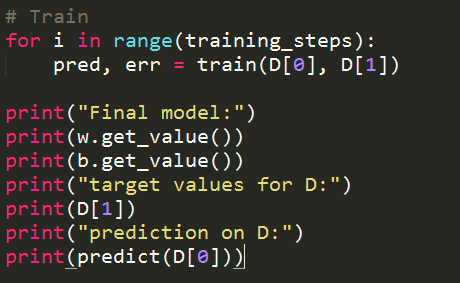 # Train
for i in range(training_steps):
    pred, err = train(D[0], D[1])

print("Final model:")
print(w.get_value())
print(b.get_value())
print("target values for D:")
print(D[1])
print("prediction on D:")
print(predict(D[0]))